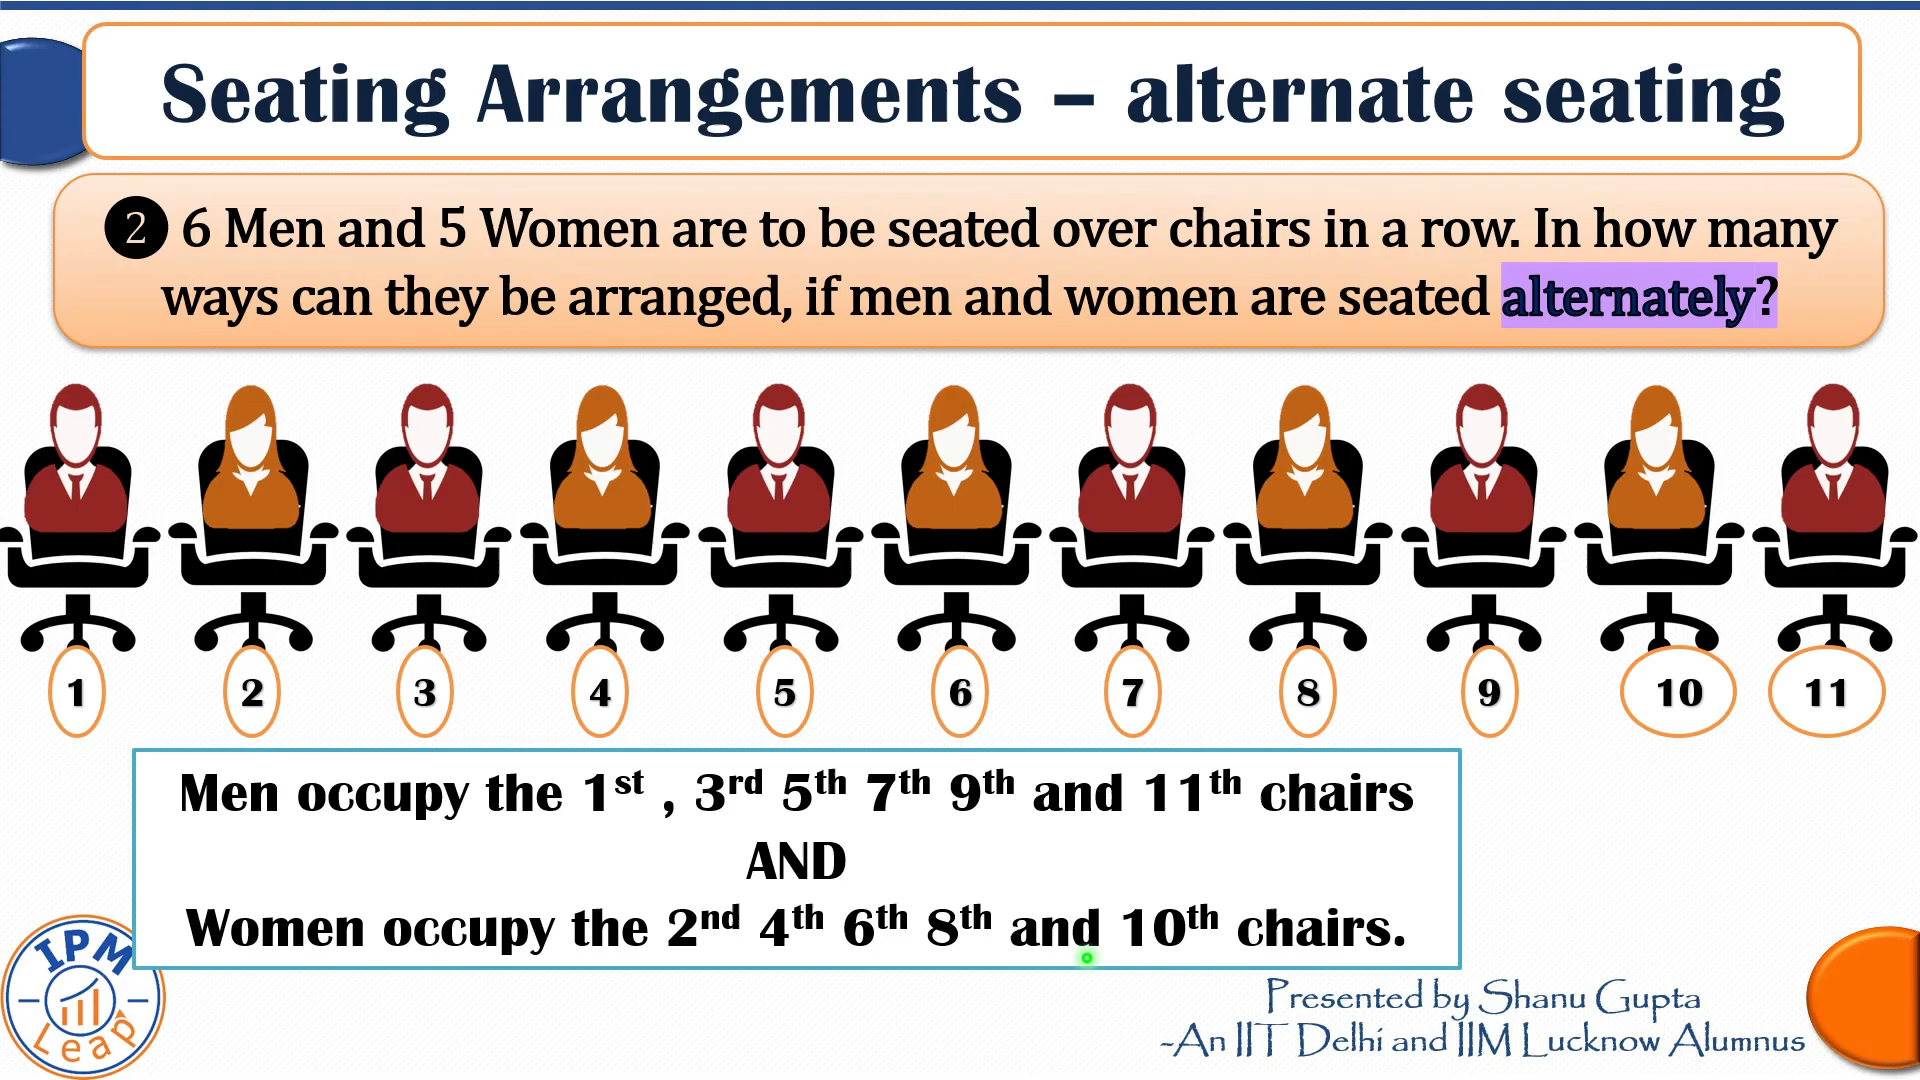 Seating Arrangements – alternate seating
❷ 6 Men and 5 Women are to be seated over chairs in a row. In how many
ways can they be arranged, if men and women are seated alternately?
1 2 3 4 5 6 7 8 9 10 11
Men occupy the 1st , 3rd 5th 7th 9th and 11th chairs
AND
Women occupy the 2nd 4th 6th 8th and 10th chairs.
IPM
Leap
Presented by Shanu Gupta
-An IIT Delhi and IIM Lucknow Alumnus